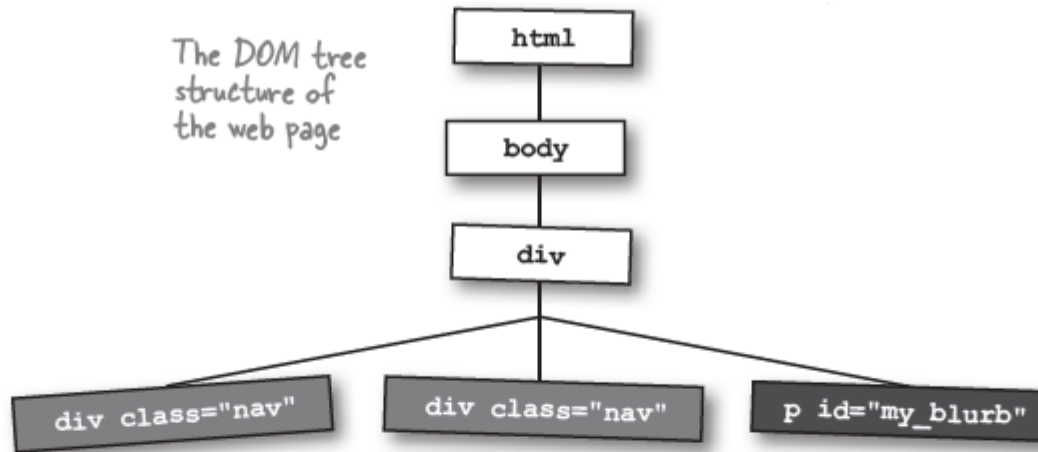 The DOM tree
structure of
the web page
html
body
div
div class="nav"
div class="nav"
p id="my_blurb"